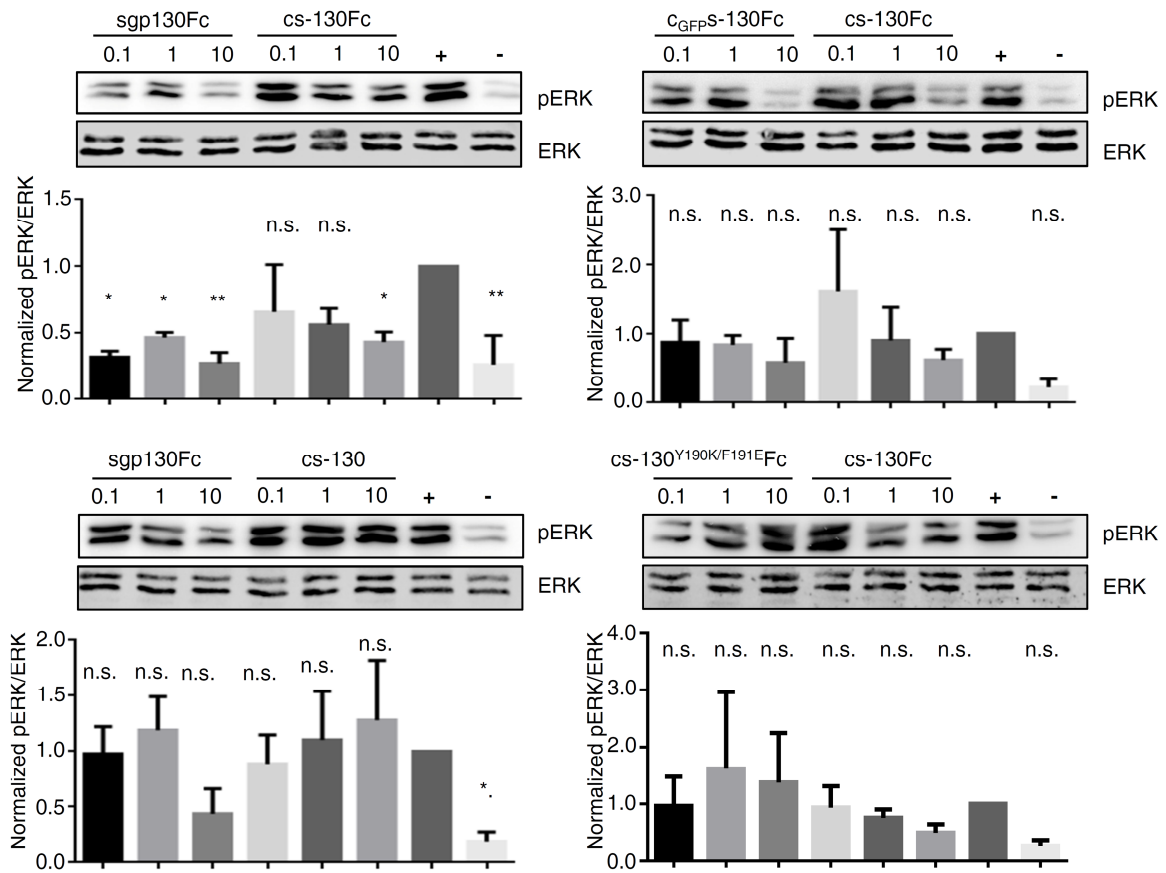 sgp130Fc cs-130Fc
0.1 1 10 0.1 1 10 + -
pERK
ERK
Normalized pERK/ERK
1.5
1.0
0.5
0.0
* * ** n.s. n.s. * **
c_GFPs-130Fc cs-130Fc
0.1 1 10 0.1 1 10 + -
pERK
ERK
Normalized pERK/ERK
3.0
2.0
1.0
0.0
n.s. n.s. n.s. n.s. n.s. n.s. n.s.
sgp130Fc cs-130
0.1 1 10 0.1 1 10 + -
pERK
ERK
Normalized pERK/ERK
2.0
1.5
1.0
0.5
0.0
n.s. n.s. n.s. n.s. n.s. n.s. *.
cs-130Y190K/F191EFc cs-130Fc
0.1 1 10 0.1 1 10 + -
pERK
ERK
Normalized pERK/ERK
4.0
3.0
2.0
1.0
0.0
n.s. n.s. n.s. n.s. n.s. n.s. n.s.